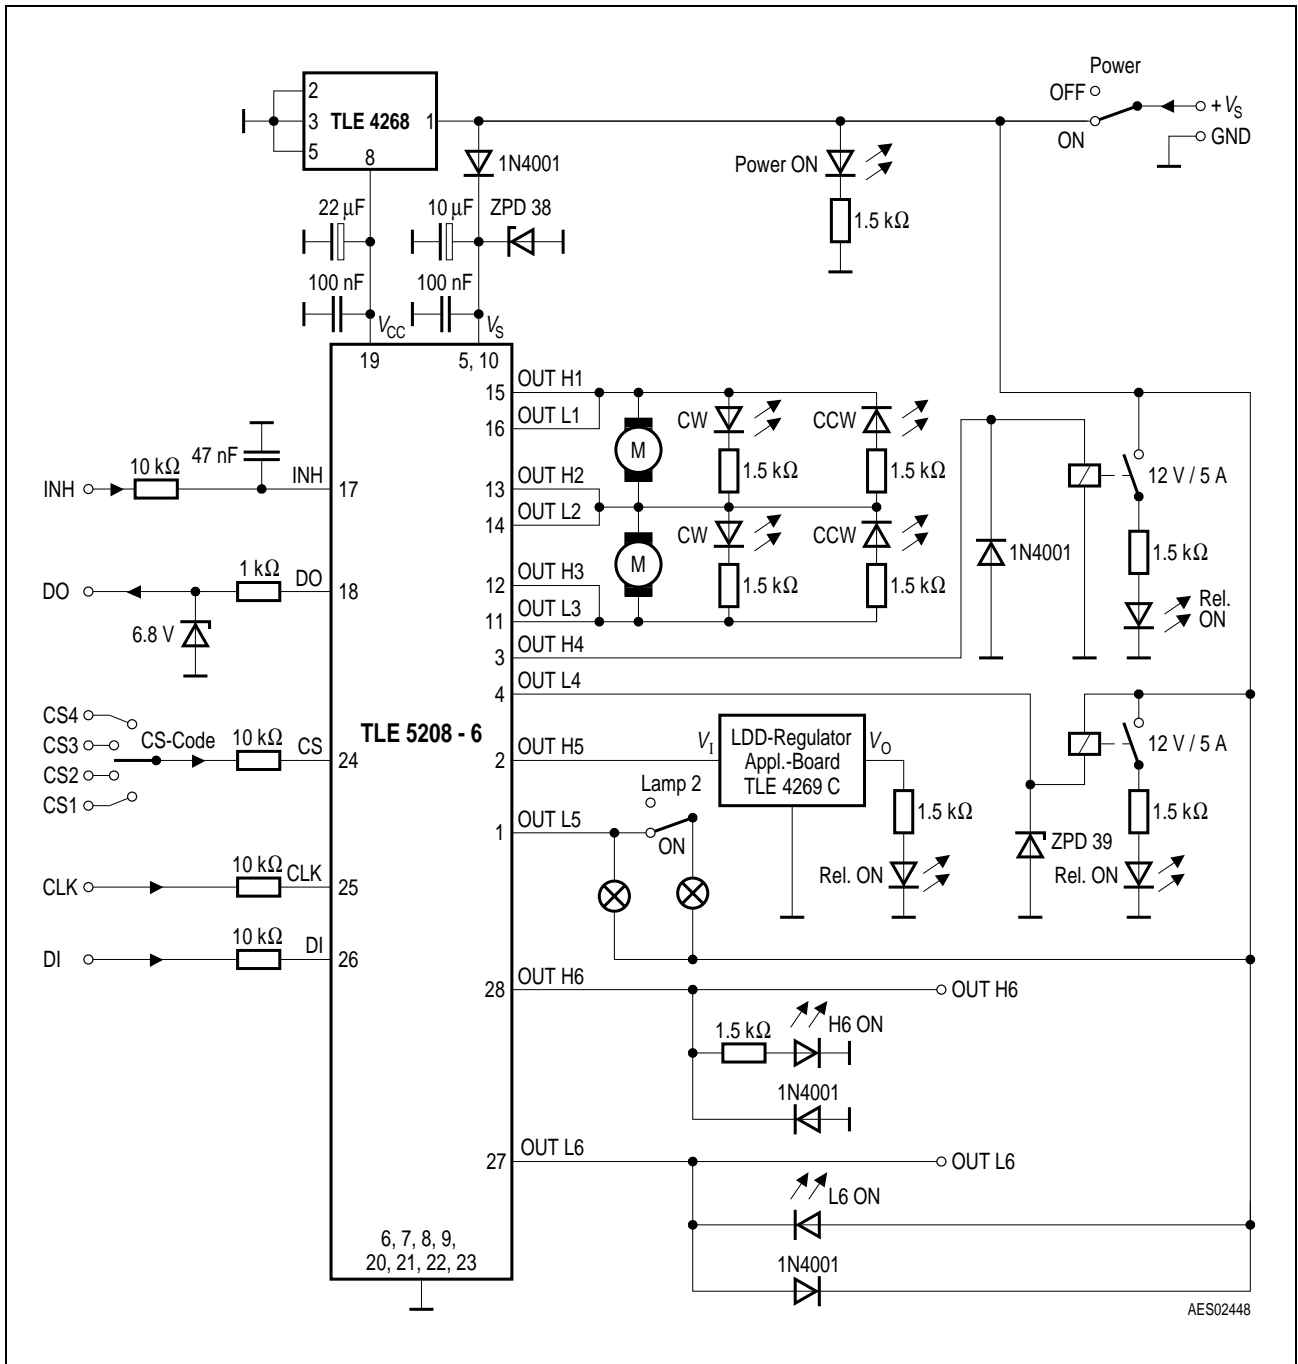 Power
OFF
+ VS
ON
GND
2
3
TLE 4268
1
5
8
1N4001
Power ON
1.5 kΩ
22 µF
10 µF
ZPD 38
100 nF
100 nF
VCC
VS
19
5, 10
15
OUT H1
16
OUT L1
CW
CCW
M
1.5 kΩ
1.5 kΩ
12 V / 5 A
47 nF
10 kΩ
INH
INH
17
13
OUT H2
14
OUT L2
CW
CCW
M
1.5 kΩ
1.5 kΩ
1N4001
1.5 kΩ
1 kΩ
DO
DO
18
12
OUT H3
11
OUT L3
Rel.
ON
6.8 V
3
OUT H4
4
OUT L4
TLE 5208 - 6
CS4
CS3
CS2
CS1
CS-Code
10 kΩ
CS
24
2
OUT H5
VI
LDD-Regulator
Appl.-Board
TLE 4269 C
VO
12 V / 5 A
1.5 kΩ
1.5 kΩ
Lamp 2
ON
1
OUT L5
ZPD 39
Rel. ON
Rel. ON
CLK
10 kΩ
CLK
25
DI
10 kΩ
DI
26
28
OUT H6
OUT H6
1.5 kΩ
H6 ON
1N4001
27
OUT L6
OUT L6
L6 ON
1N4001
6, 7, 8, 9,
20, 21, 22, 23
AES02448